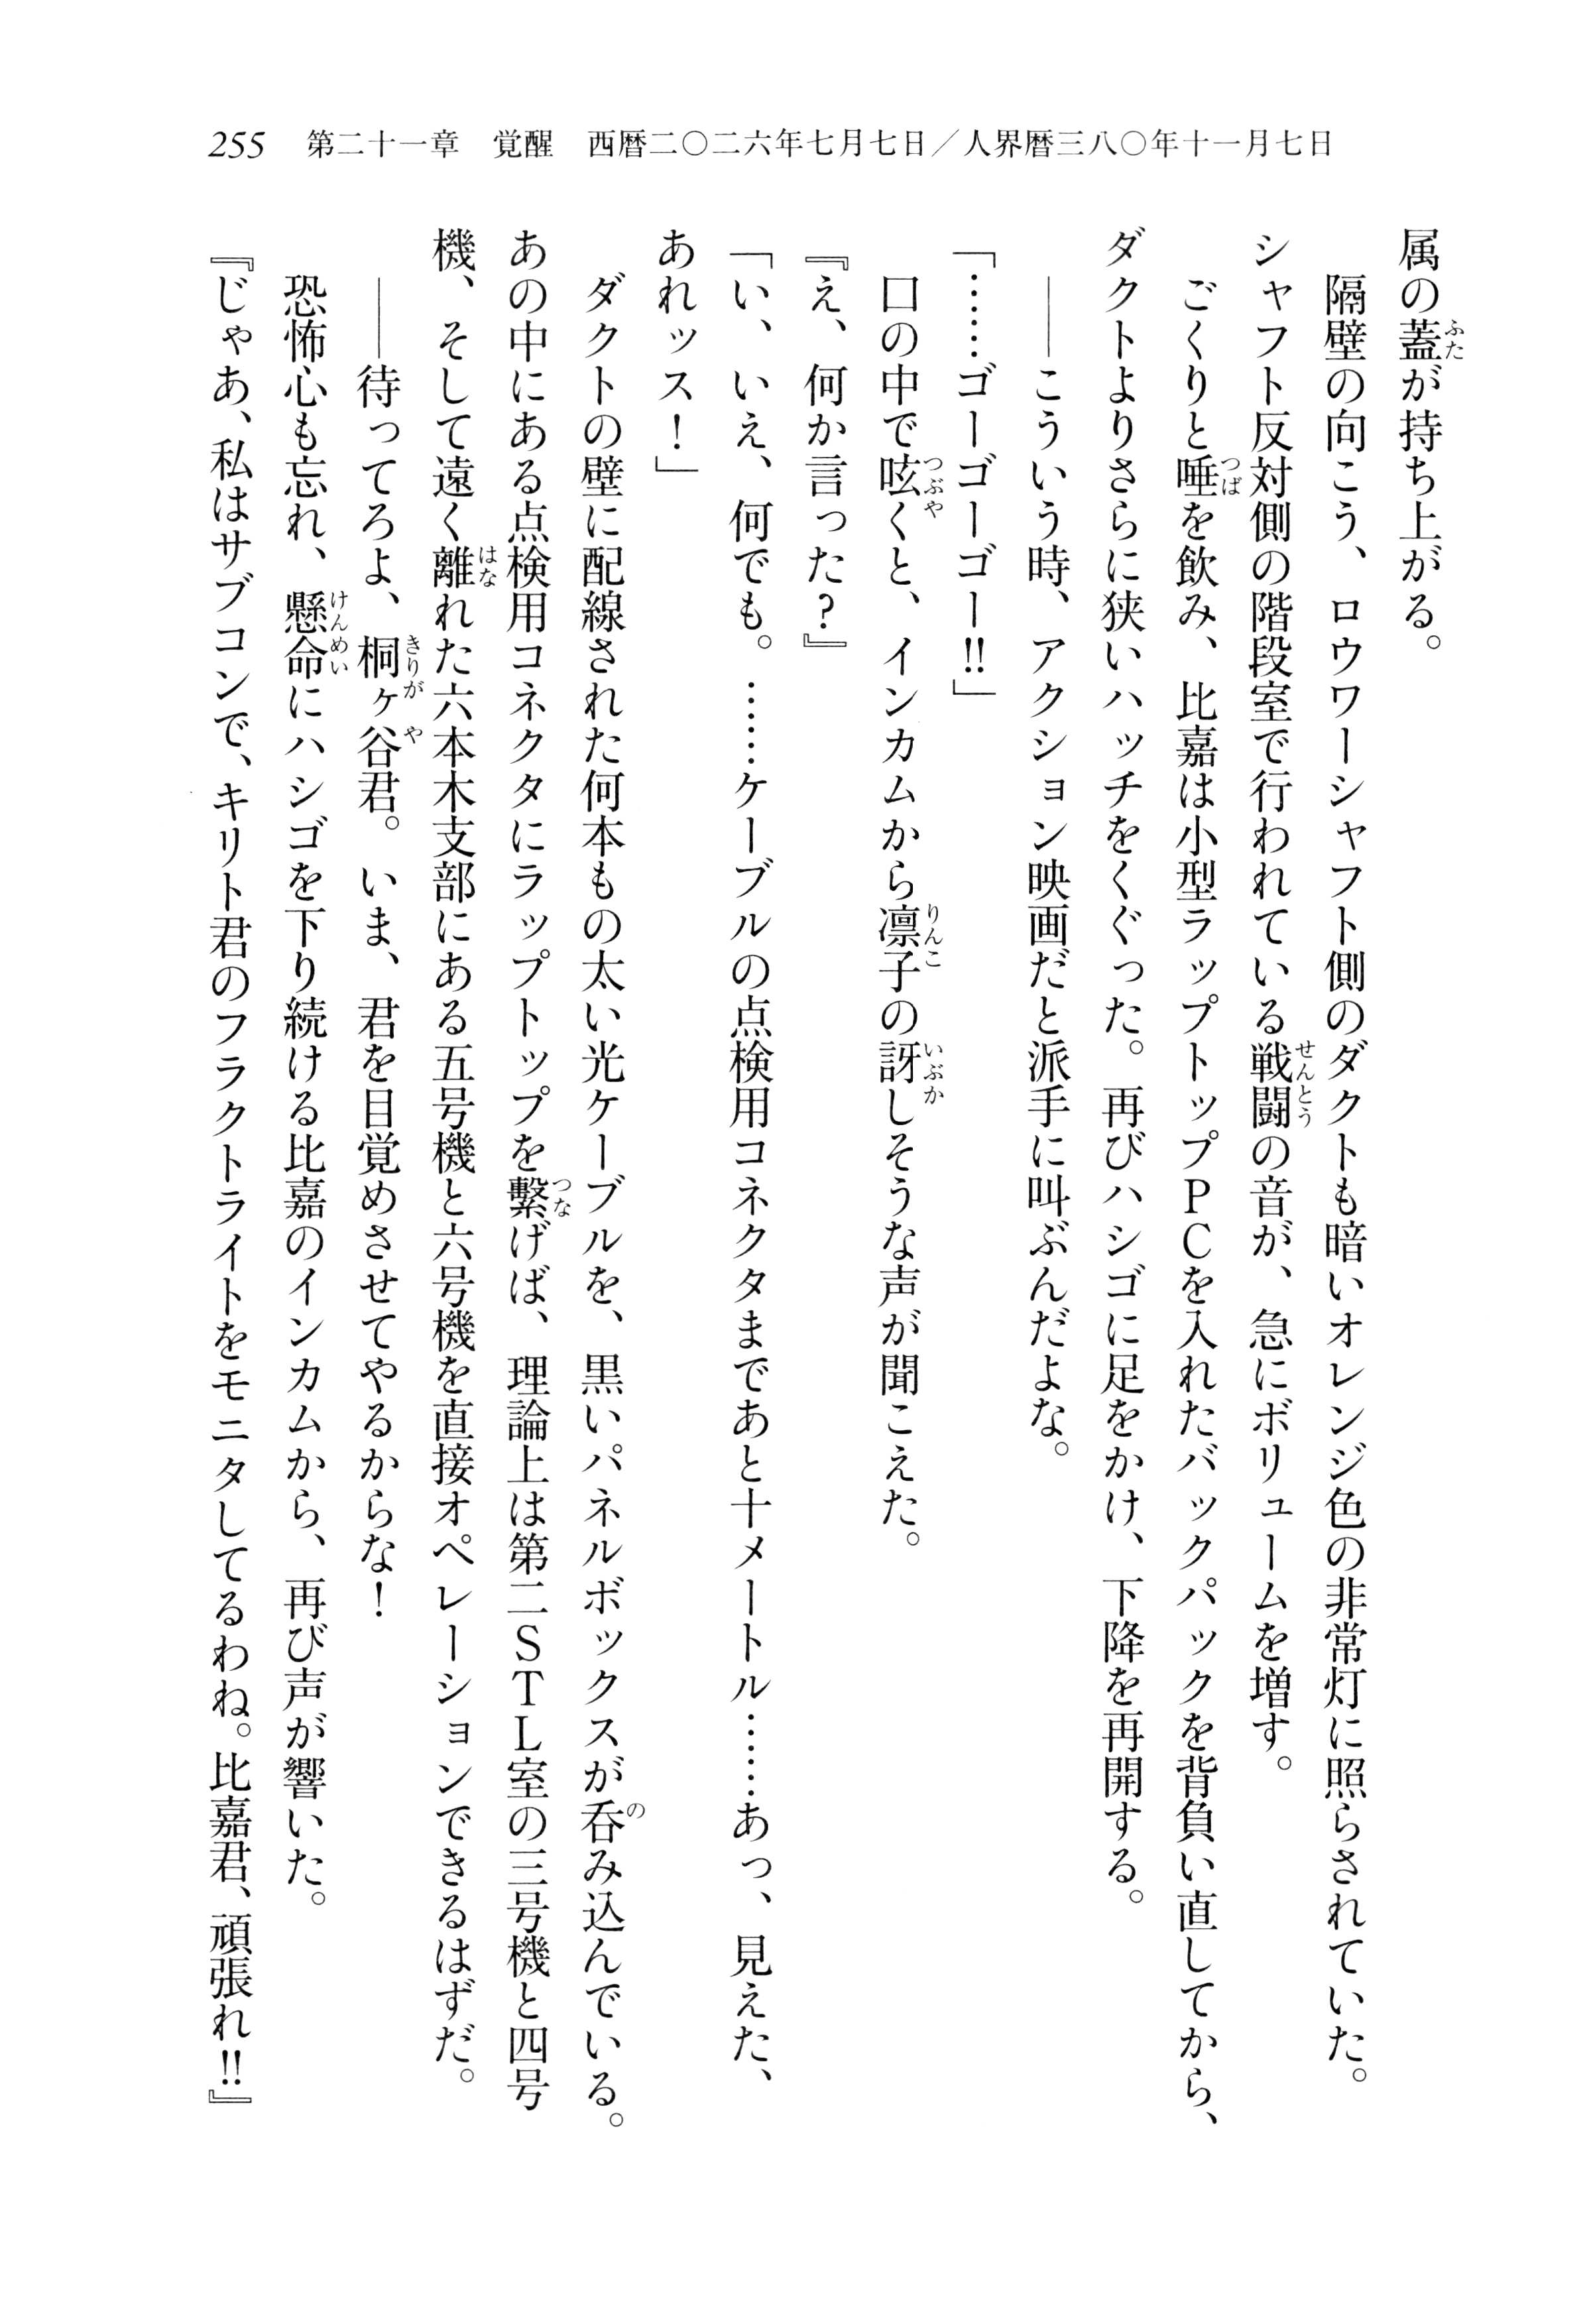 255　第二十一章　覚醒　西暦二〇二六年七月七日／人界暦三八〇年十一月七日
属の蓋が持ち上がる。
　隔壁の向こう、ロウワーシャフト側のダクトも暗いオレンジ色の非常灯に照らされていた。
シャフト反対側の階段室で行われている戦闘の音が、急にボリュームを増す。
　ごくりと唾を飲み、比嘉は小型ラップトップPCを入れたバックパックを背負い直してから、
ダクトよりさらに狭いハッチをくぐった。再びハシゴに足をかけ、下降を再開する。
　――こういう時、アクション映画だと派手に叫ぶんだよな。
「……ゴーゴーゴー!!」
　口の中で呟くと、インカムから凛子の訝しそうな声が聞こえた。
『え、何か言った？』
「い、いえ、何でも。……ケーブルの点検用コネクタまであと十メートル……あっ、見えた、
あれッス！」
　ダクトの壁に配線された何本もの太い光ケーブルを、黒いパネルボックスが呑み込んでいる。
あの中にある点検用コネクタにラップトップを繋げば、理論上は第二STL室の三号機と四号
機、そして遠く離れた六本木支部にある五号機と六号機を直接オペレーションできるはずだ。
　――待ってろよ、桐ヶ谷君。いま、君を目覚めさせてやるからな！
　恐怖心も忘れ、懸命にハシゴを下り続ける比嘉のインカムから、再び声が響いた。
『じゃあ、私はサブコンで、キリト君のフラクトライトをモニタしてるわね。比嘉君、頑張れ!!』